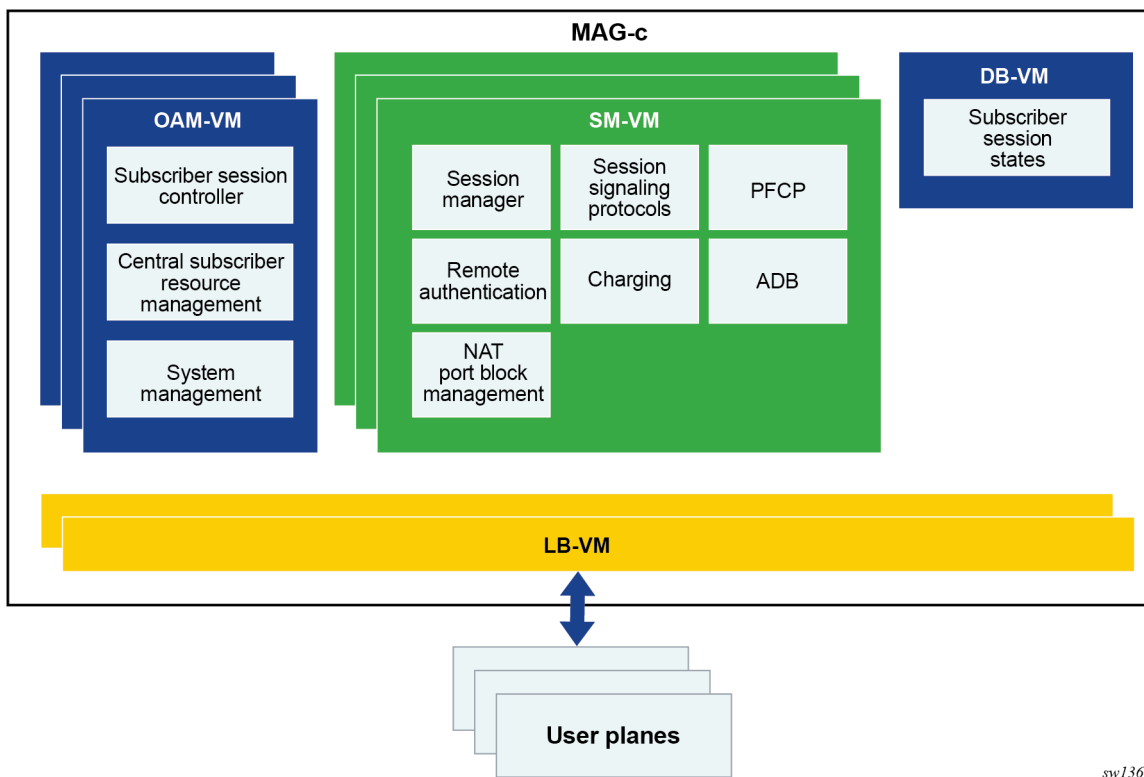 MAG-c
OAM-VM
Subscriber session
controller
Central subscriber
resource
management
System
management
SM-VM
Session
manager
Session
signaling
protocols
PFCP
Remote
authentication
Charging
ADB
NAT
port block
management
DB-VM
Subscriber
session
states
LB-VM
User planes
sw136